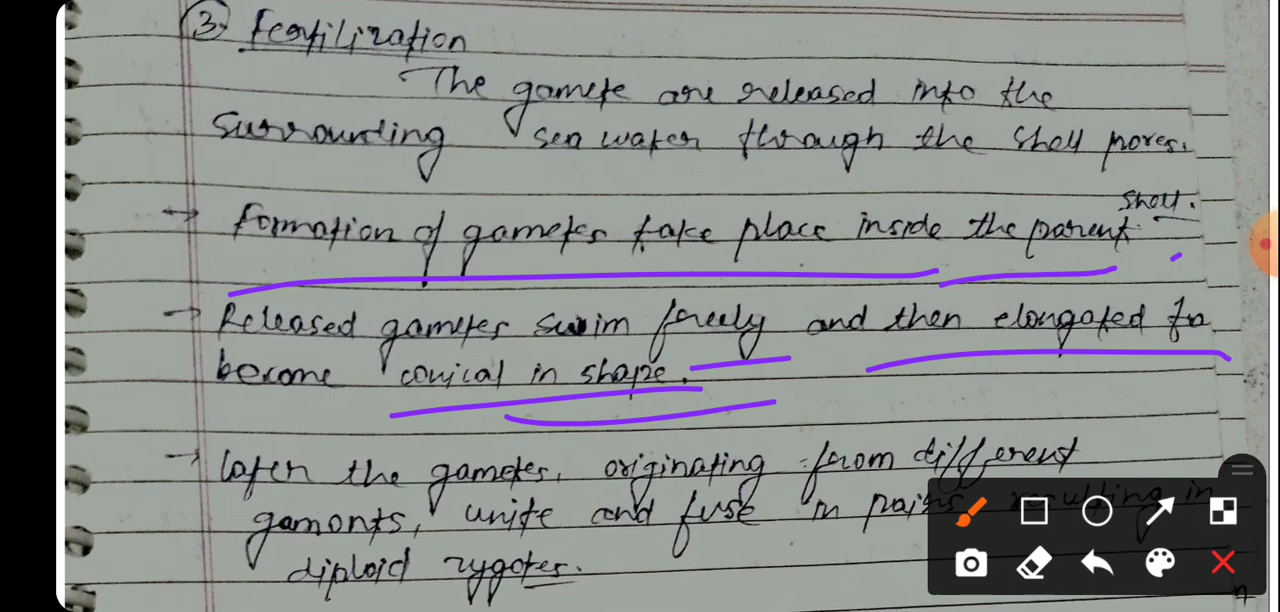 3) Fertilization
The gamete are released into the
surrounding sea water through the shell pores.
→ Formation of gametes take place inside the parent shell.
→ Released gametes swim freely and then elongated to
become conical in shape.
→ Later the gametes, originating from different
gamonts, unite and fuse in pairs resulting in
diploid zygotes.
n